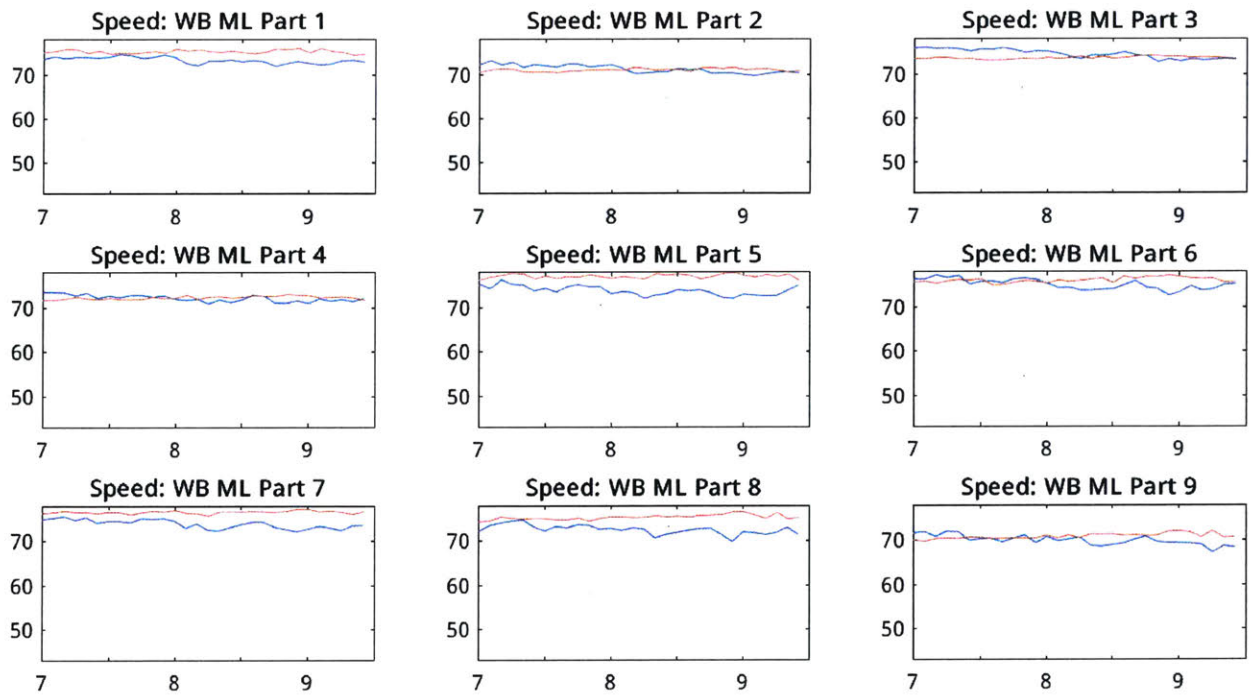 Speed: WB ML Part 1
Speed: WB ML Part 2
Speed: WB ML Part 3
70
60
50
7 8 9
70
60
50
7 8 9
70
60
50
7 8 9
Speed: WB ML Part 4
Speed: WB ML Part 5
Speed: WB ML Part 6
70
60
50
7 8 9
70
60
50
7 8 9
70
60
50
7 8 9
Speed: WB ML Part 7
Speed: WB ML Part 8
Speed: WB ML Part 9
70
60
50
7 8 9
70
60
50
7 8 9
70
60
50
7 8 9